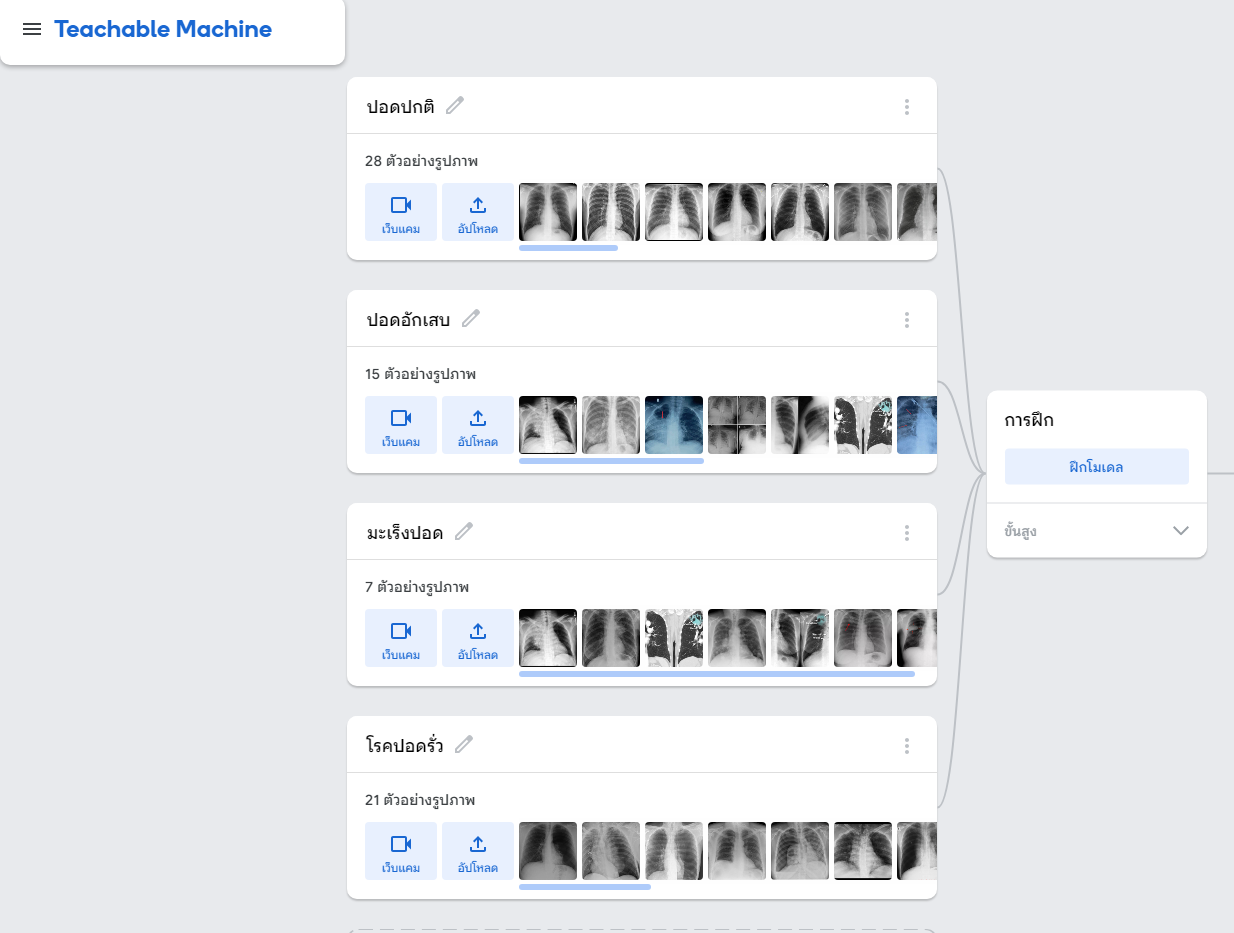 Teachable Machine
ปอดปกติ
28 ตัวอย่างรูปภาพ
เว็บแคม
อัปโหลด
ปอดอักเสบ
15 ตัวอย่างรูปภาพ
เว็บแคม
อัปโหลด
มะเร็งปอด
7 ตัวอย่างรูปภาพ
เว็บแคม
อัปโหลด
โรคปอดรั่ว
21 ตัวอย่างรูปภาพ
เว็บแคม
อัปโหลด
การฝึก
ฝึกโมเดล
ขั้นสูง